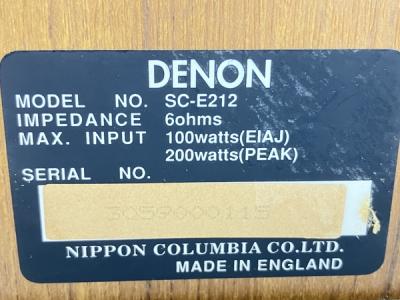 DENON
MODEL NO. SC-E212
IMPEDANCE 6ohms
MAX. INPUT 100watts(EIAJ)
200watts(PEAK)
SERIAL NO.
3059000115
NIPPON COLUMBIA CO.LTD.
MADE IN ENGLAND